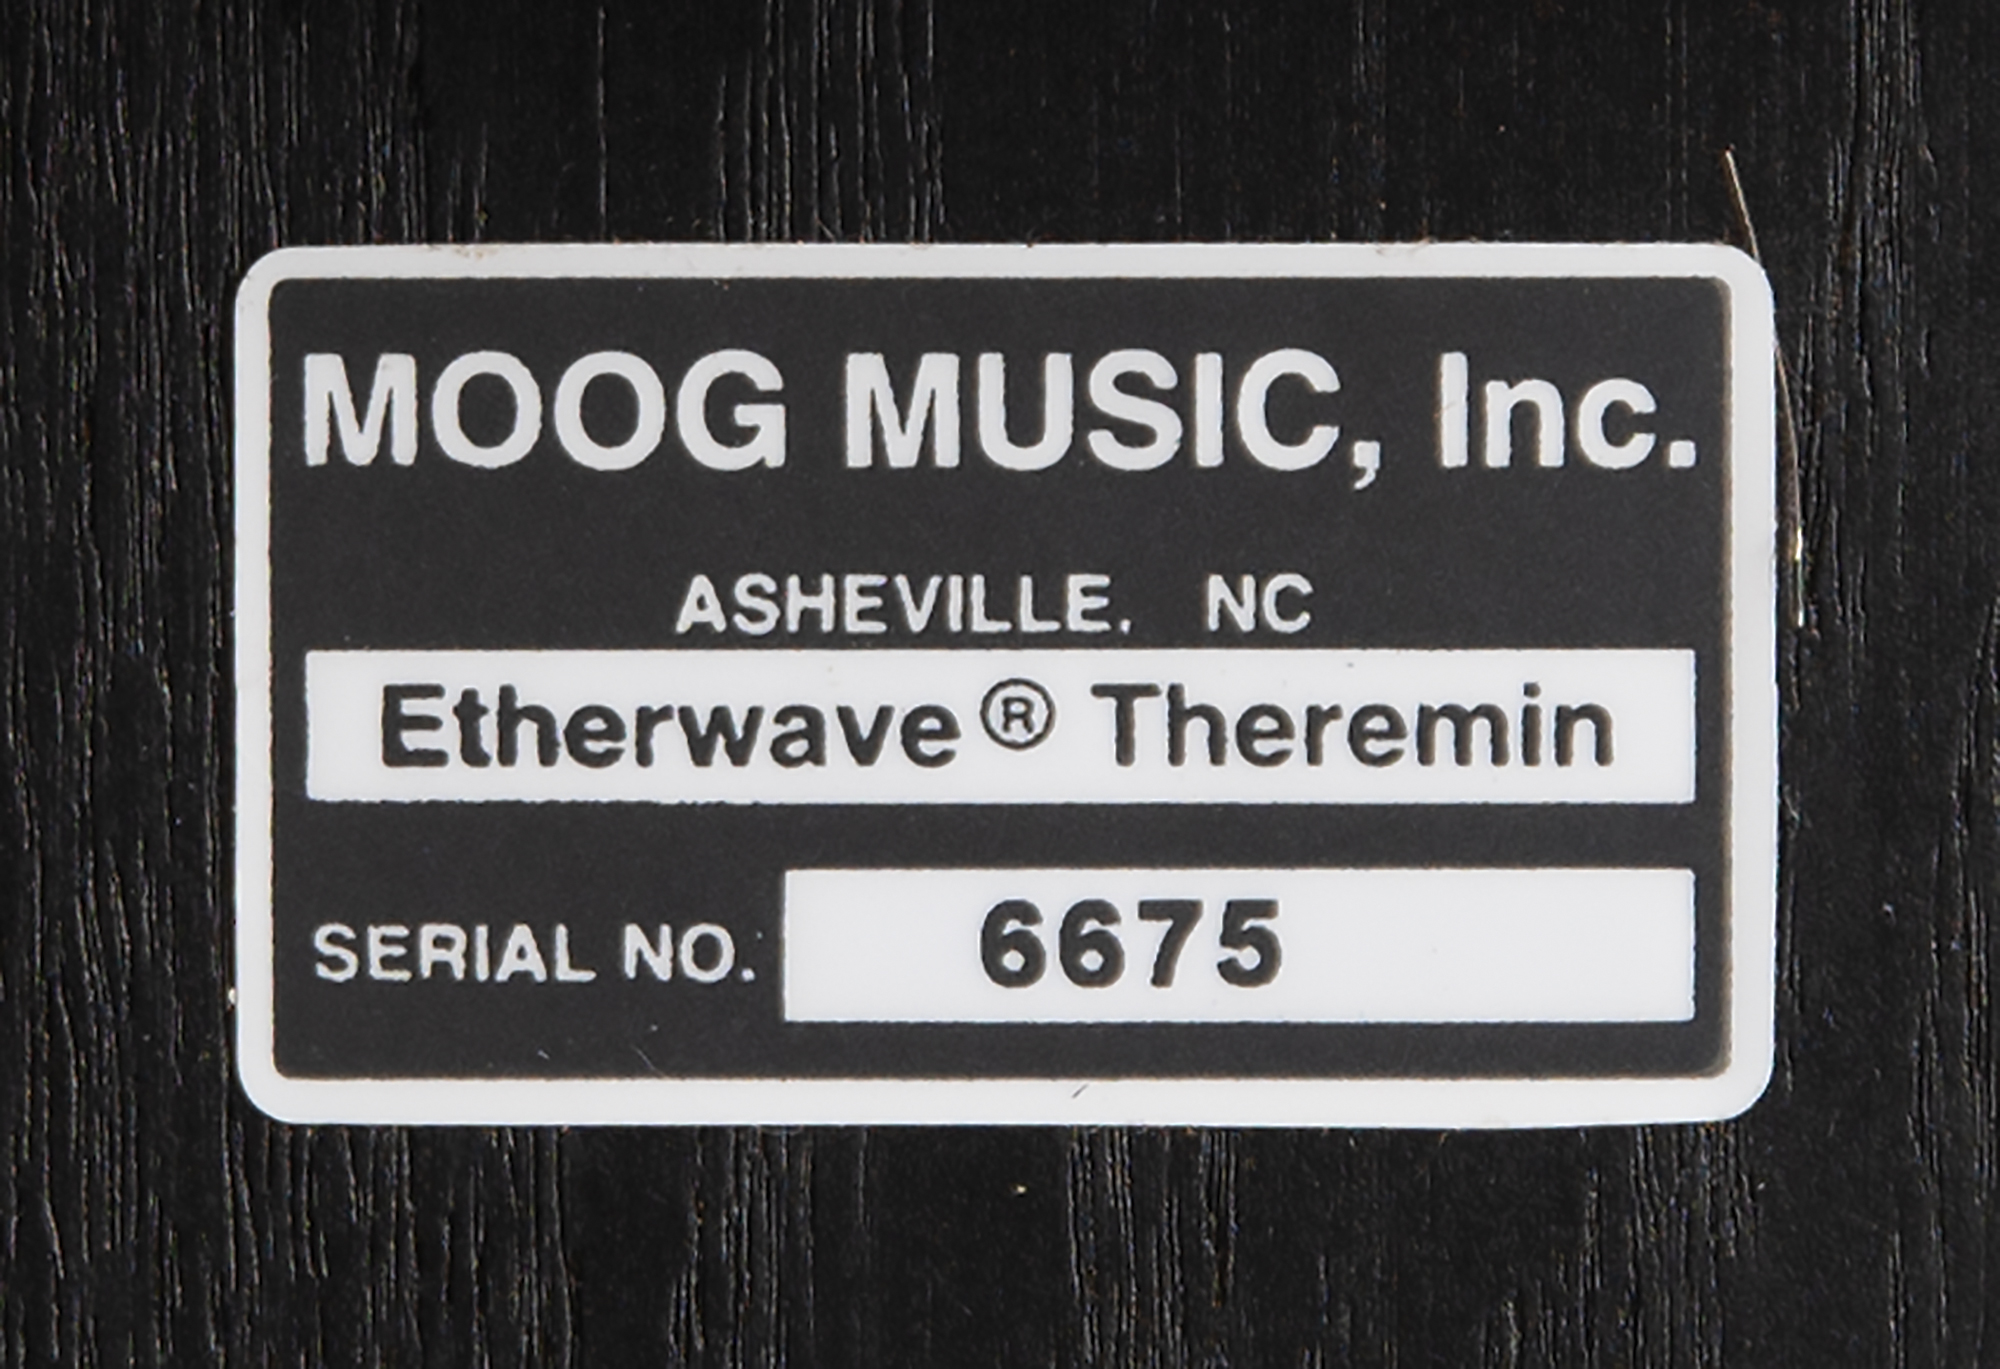 MOOG MUSIC, Inc.
ASHEVILLE. NC
Etherwave® Theremin
SERIAL NO. 6675